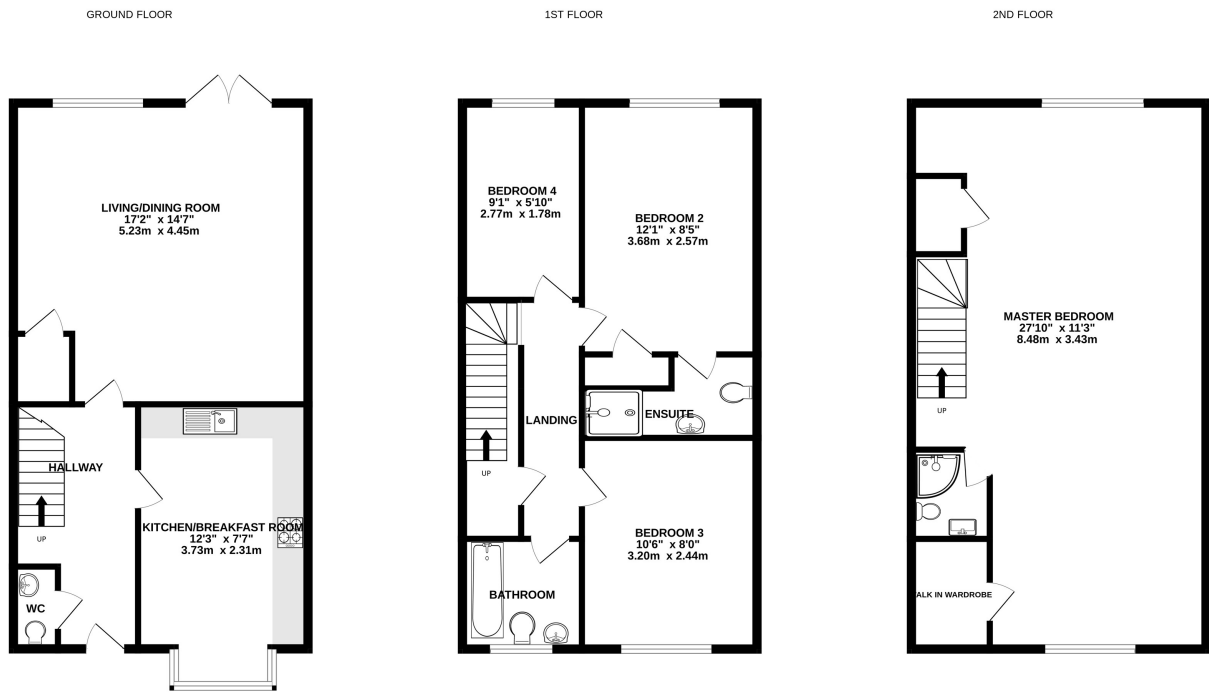 GROUND FLOOR
1ST FLOOR
2ND FLOOR
LIVING/DINING ROOM
17'2" x 14'7"
5.23m x 4.45m
HALLWAY
UP
KITCHEN/BREAKFAST ROOM
12'3" x 7'7"
3.73m x 2.31m
WC
BEDROOM 4
9'1" x 5'10"
2.77m x 1.78m
BEDROOM 2
12'1" x 8'5"
3.68m x 2.57m
LANDING
ENSUITE
UP
BEDROOM 3
10'6" x 8'0"
3.20m x 2.44m
BATHROOM
MASTER BEDROOM
27'10" x 11'3"
8.48m x 3.43m
UP
ALK IN WARDROBE